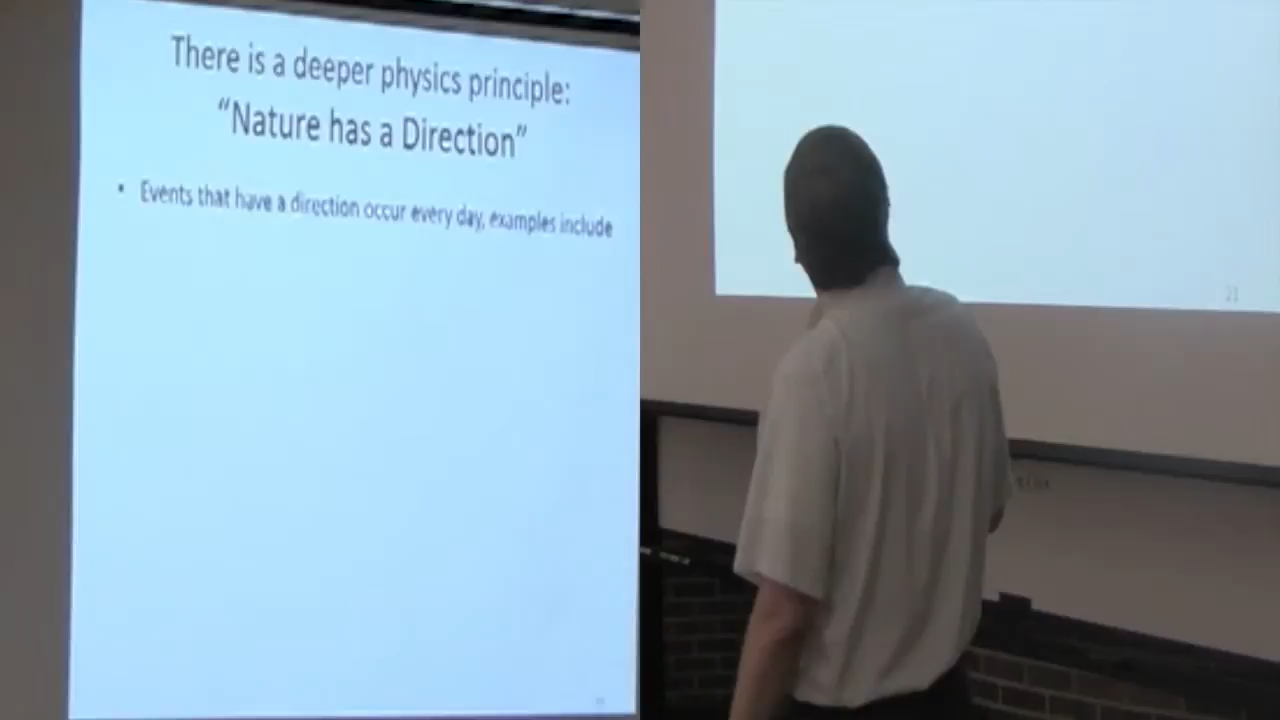 There is a deeper physics principle:
“Nature has a Direction”
• Events that have a direction occur every day, examples include